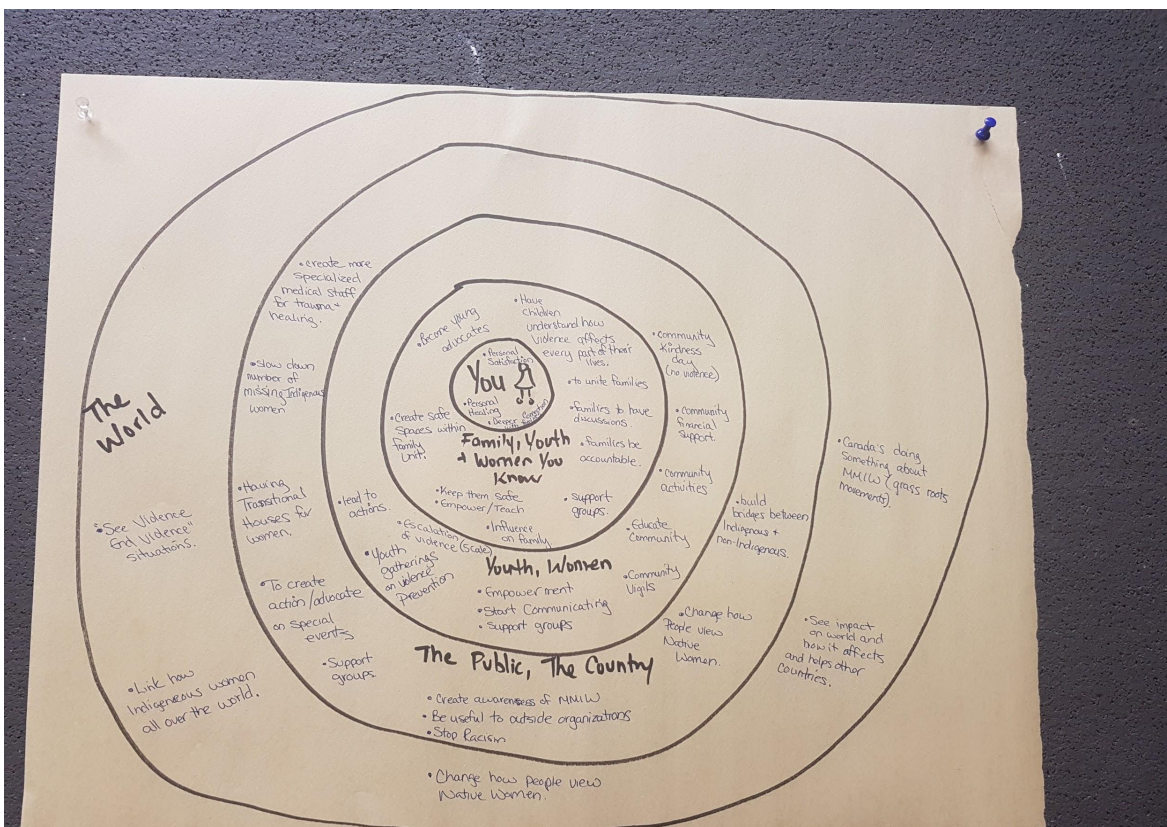 You
• Personal
Satisfaction
• Personal
Healing
• Deeper
Connection
with
Family, Youth
+ Women You
Know
• Become young
advocates
• Have
children
understand how
Violence affects
every part of their
lives.
• to unite families
• families to have
discussions.
• families be
accountable.
• Create safe
Spaces within
family
unit.
• Keep them safe
• Empower/Teach
• Influence
on family
• support
groups.
Youth, Women
• community
kindness
day
(no violence)
• community
financial
support.
• community
activities
• Educate
Community
• Community
Vigils
• lead to
actions.
• Escalation
of violence (scale)
• Youth
gatherings
on violence
Prevention
• Empowerment
• Start Communicating
• Support groups
The Public, The Country
• create more
specialized
medical staff
for trauma +
healing.
• Slow down
number of
missing Indigenous
women
• Having
Transitional
Houses for
women.
• To create
action/advocate
on special
events
• Support
groups
• build
bridges between
Indigenous +
non-Indigenous.
• Change how
People view
Native
Women.
• Create awareness of MMIW
• Be useful to outside organizations
• Stop Racism
The
World
• "See Violence
End Violence"
situations.
• Link how
Indigeneous women
all over the world.
• Canada's doing
Something about
MMIW (grass roots
Movements).
• See impact
on world and
how it affects
and helps other
Countries.
• Change how people view
Native Women.